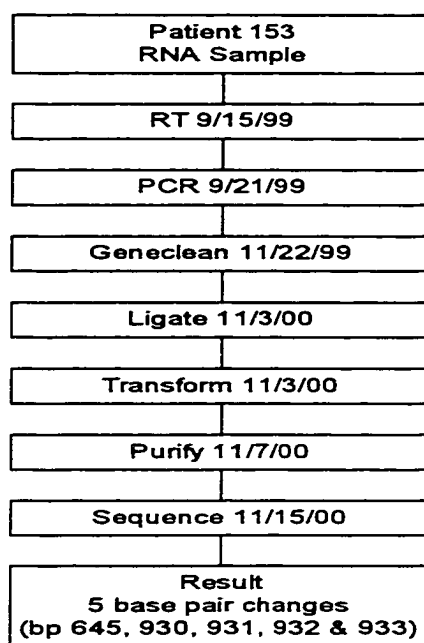 Patient 153
RNA Sample
RT 9/15/99
PCR 9/21/99
Geneclean 11/22/99
Ligate 11/3/00
Transform 11/3/00
Purify 11/7/00
Sequence 11/15/00
Result
5 base pair changes
(bp 645, 930, 931, 932 & 933)